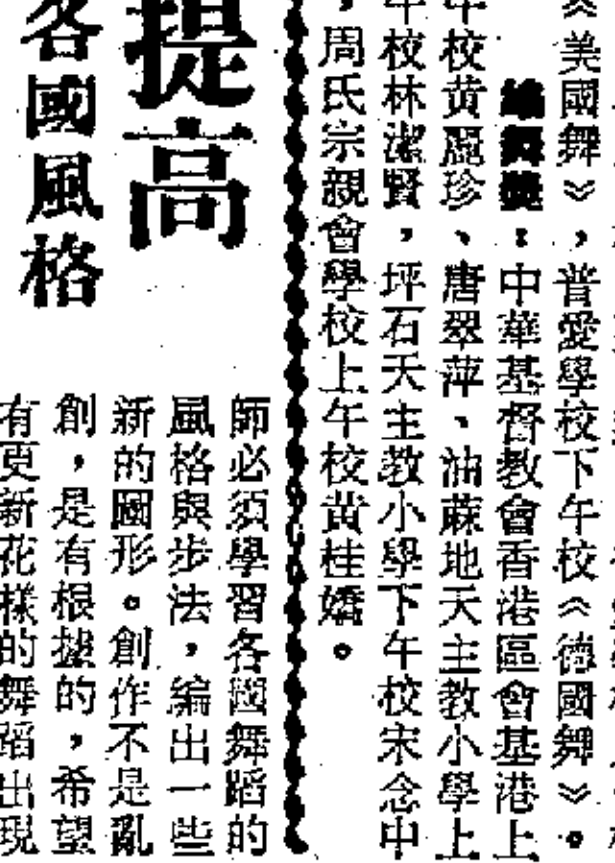 《美國舞》，普愛學校下午校《德國舞》。
編舞獎：中華基督教會香港區會基港上
午校黄麗珍、唐翠萍、油蔴地天主教小學上
午校林潔賢，坪石天主教小學下午校宋念中
，周氏宗親會學校上午校黄桂嬌。
提高
各國風格
師必須學習各國舞蹈的
風格與步法，編出一些
新的圖形。創作不是亂
創，是有根據的，希望
有更新花樣的舞蹈出現